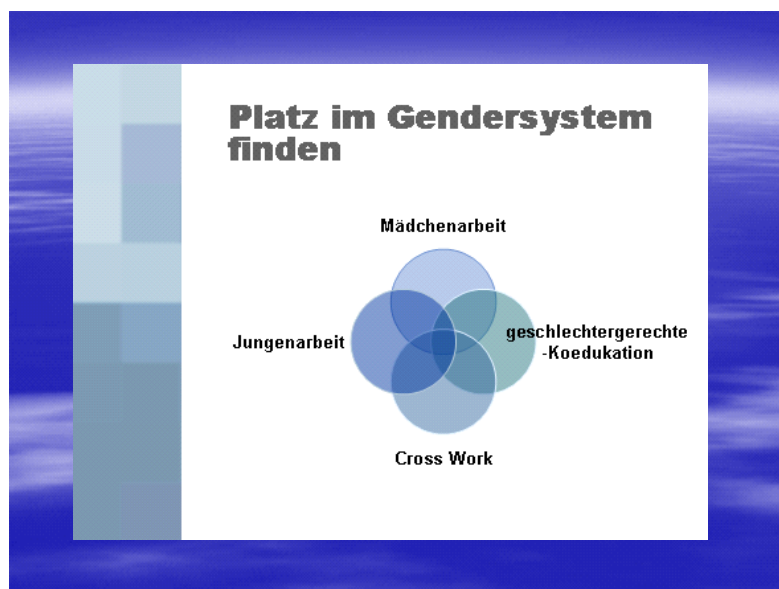 Platz im Gendersystem
finden
Mädchenarbeit
Jungenarbeit
geschlechtergerechte
-Koedukation
Cross Work